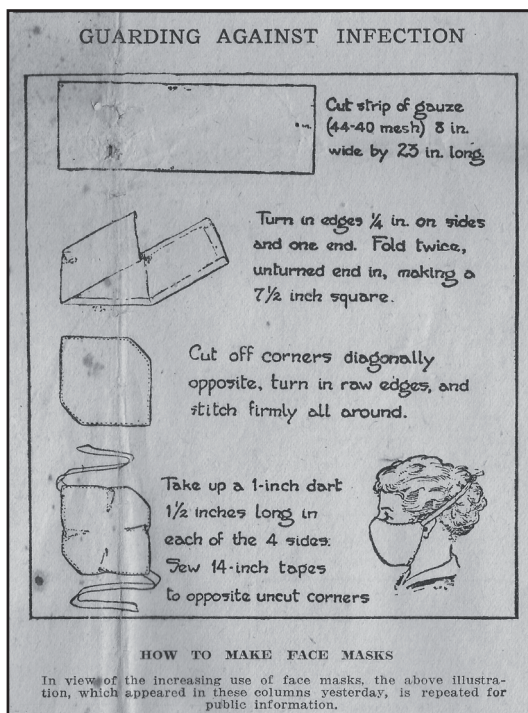 GUARDING AGAINST INFECTION
Cut strip of gauze
(44-40 mesh) 8 in.
wide by 23 in. long.
Turn in edges ¼ in. on sides
and one end. Fold twice,
unturned end in, making a
7½ inch square.
Cut off corners diagonally
opposite, turn in raw edges, and
stitch firmly all around.
Take up a 1-inch dart
1½ inches long in
each of the 4 sides.
Sew 14-inch tapes
to opposite uncut corners
HOW TO MAKE FACE MASKS
In view of the increasing use of face masks, the above illustra-
tion, which appeared in these columns yesterday, is repeated for
public information.